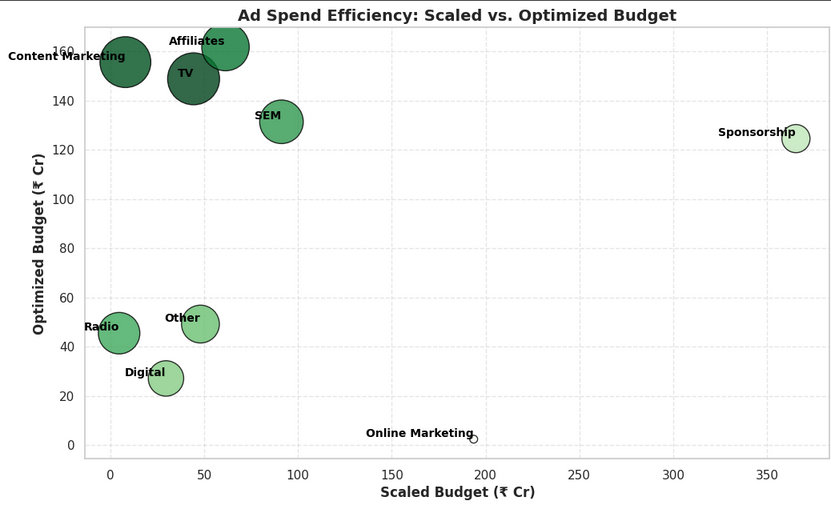 Ad Spend Efficiency: Scaled vs. Optimized Budget
Affiliates
160
Content Marketing
TV
140
SEM
Sponsorship
120
100
80
60
Other
Radio
40
Digital
20
Online Marketing
0
Optimized Budget (₹ Cr)
0 50 100 150 200 250 300 350
Scaled Budget (₹ Cr)